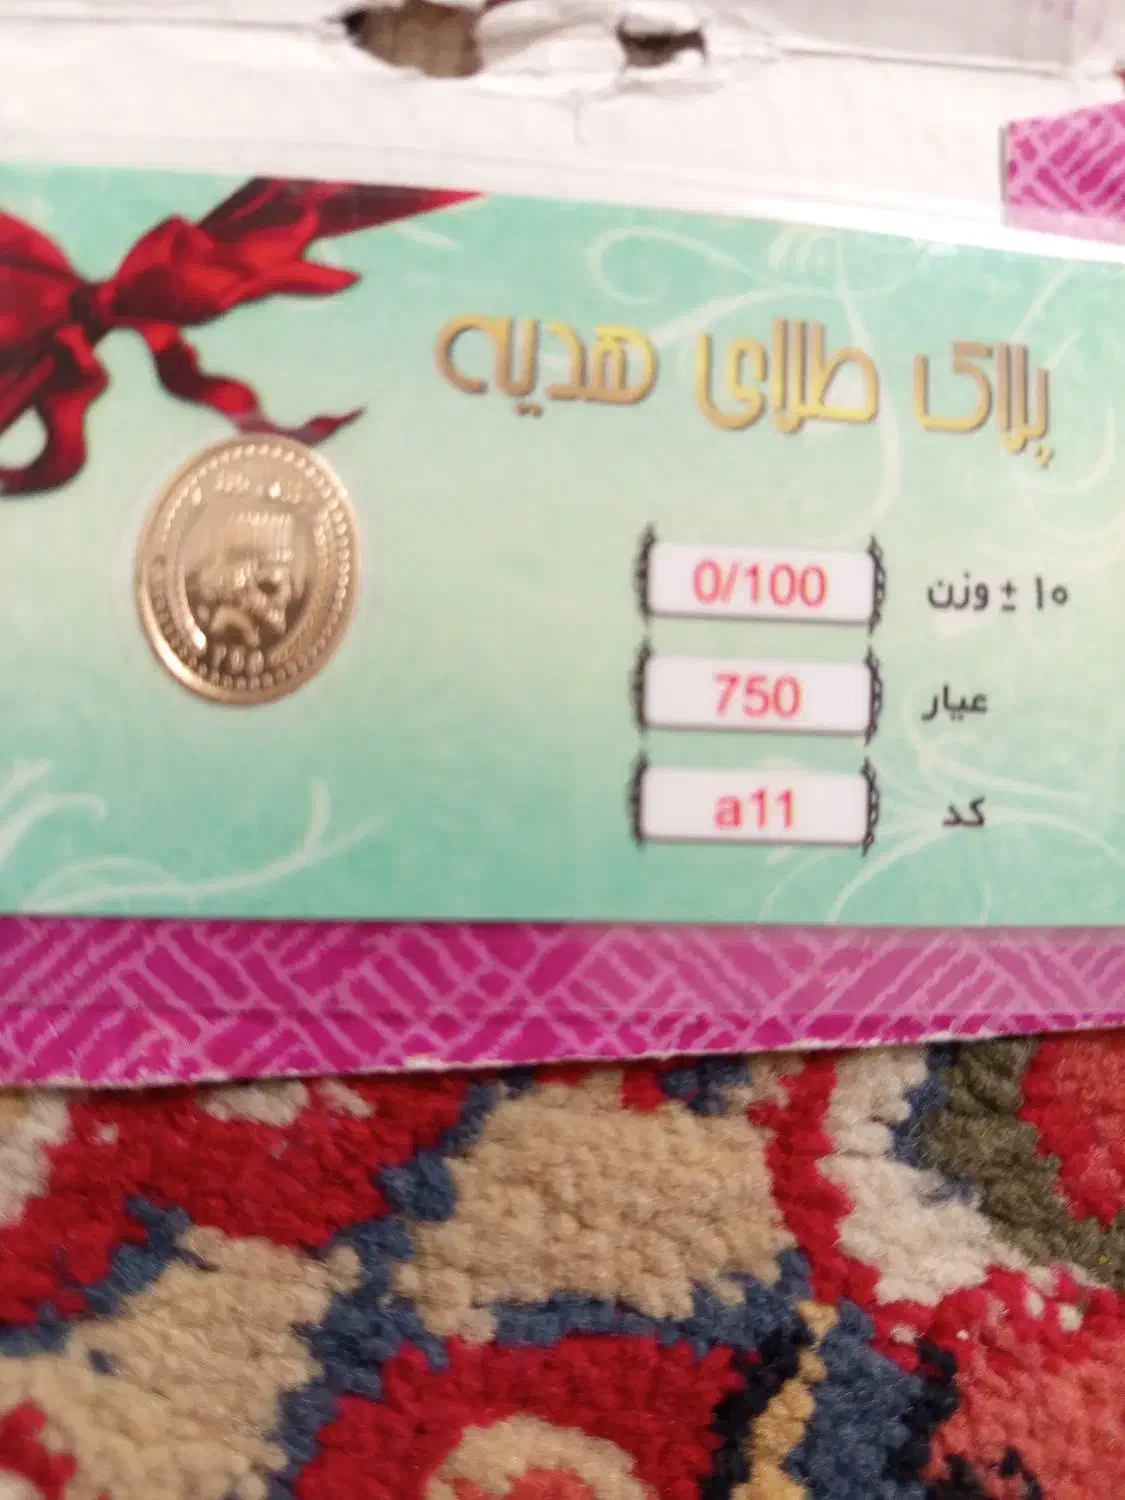 پلاک طلای هدیه
۱۰ ± وزن 0/100
عیار 750
کد a11